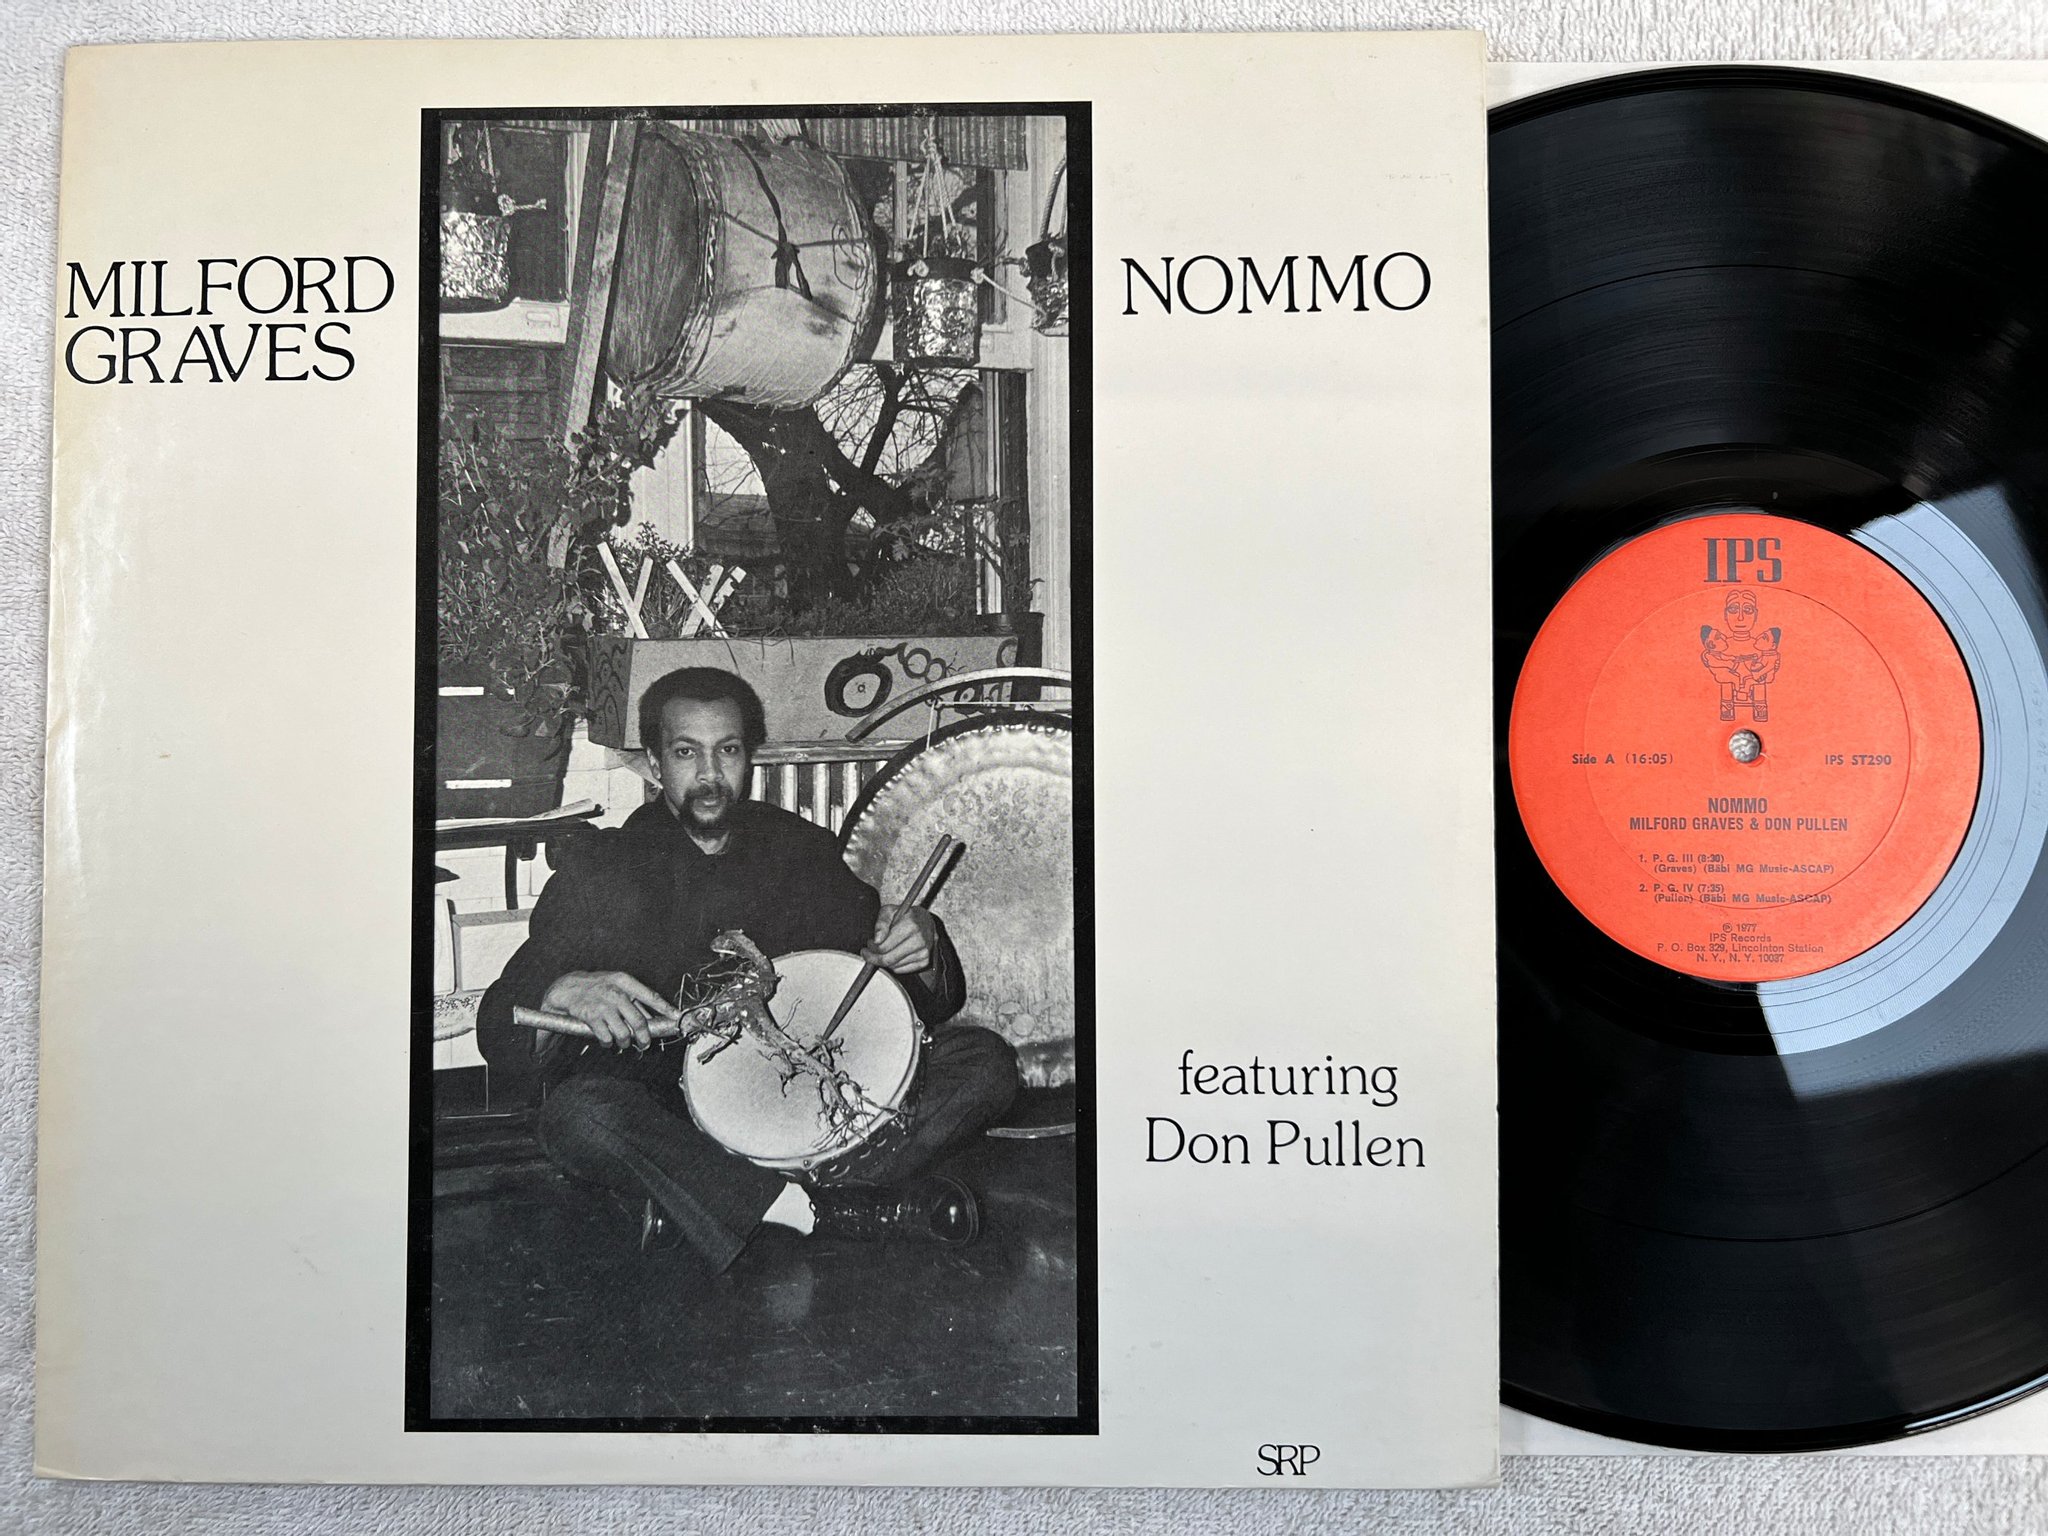 MILFORD
GRAVES
NOMMO
featuring
Don Pullen
SRP
IPS
Side A (16:05)
IPS ST290
NOMMO
MILFORD GRAVES & DON PULLEN
1. P. G. III (8:30)
(Graves) (Bäbi MG Music-ASCAP)
2. P. G. IV (7:35)
(Pullen) (Bäbi MG Music-ASCAP)
℗ 1977
IPS Records
P. O. Box 329, Lincolnton Station
N. Y., N. Y. 10037